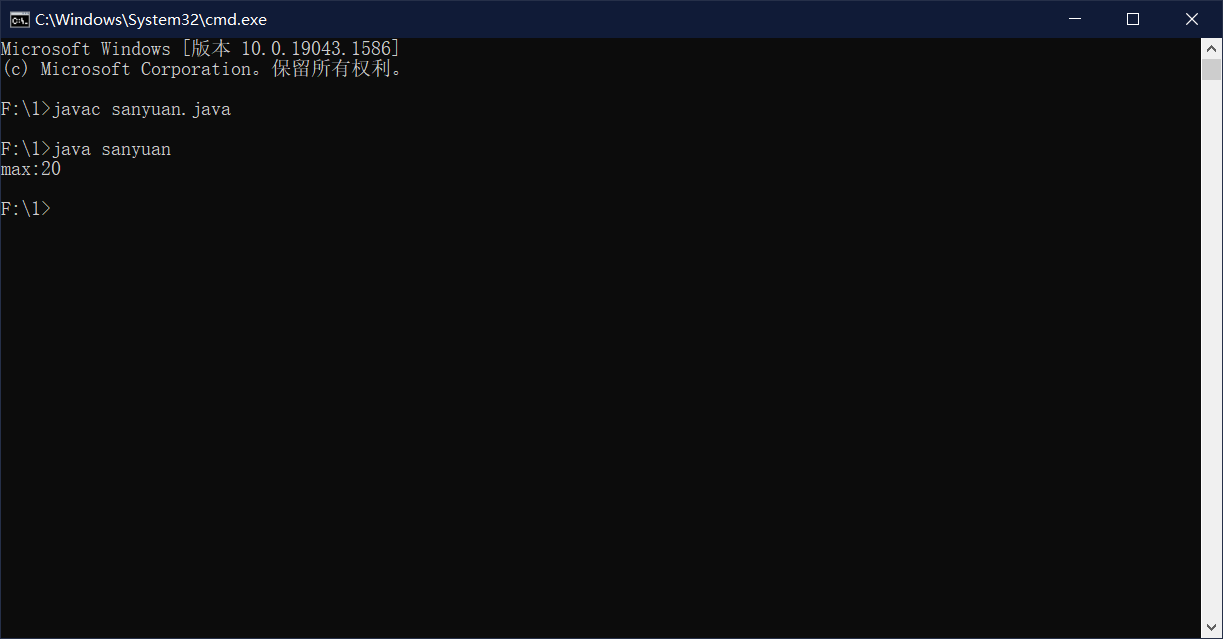 C:\Windows\System32\cmd.exe
Microsoft Windows [版本 10.0.19043.1586]
(c) Microsoft Corporation。保留所有权利。
F:\1>javac sanyuan.java
F:\1>java sanyuan
max:20
F:\1>